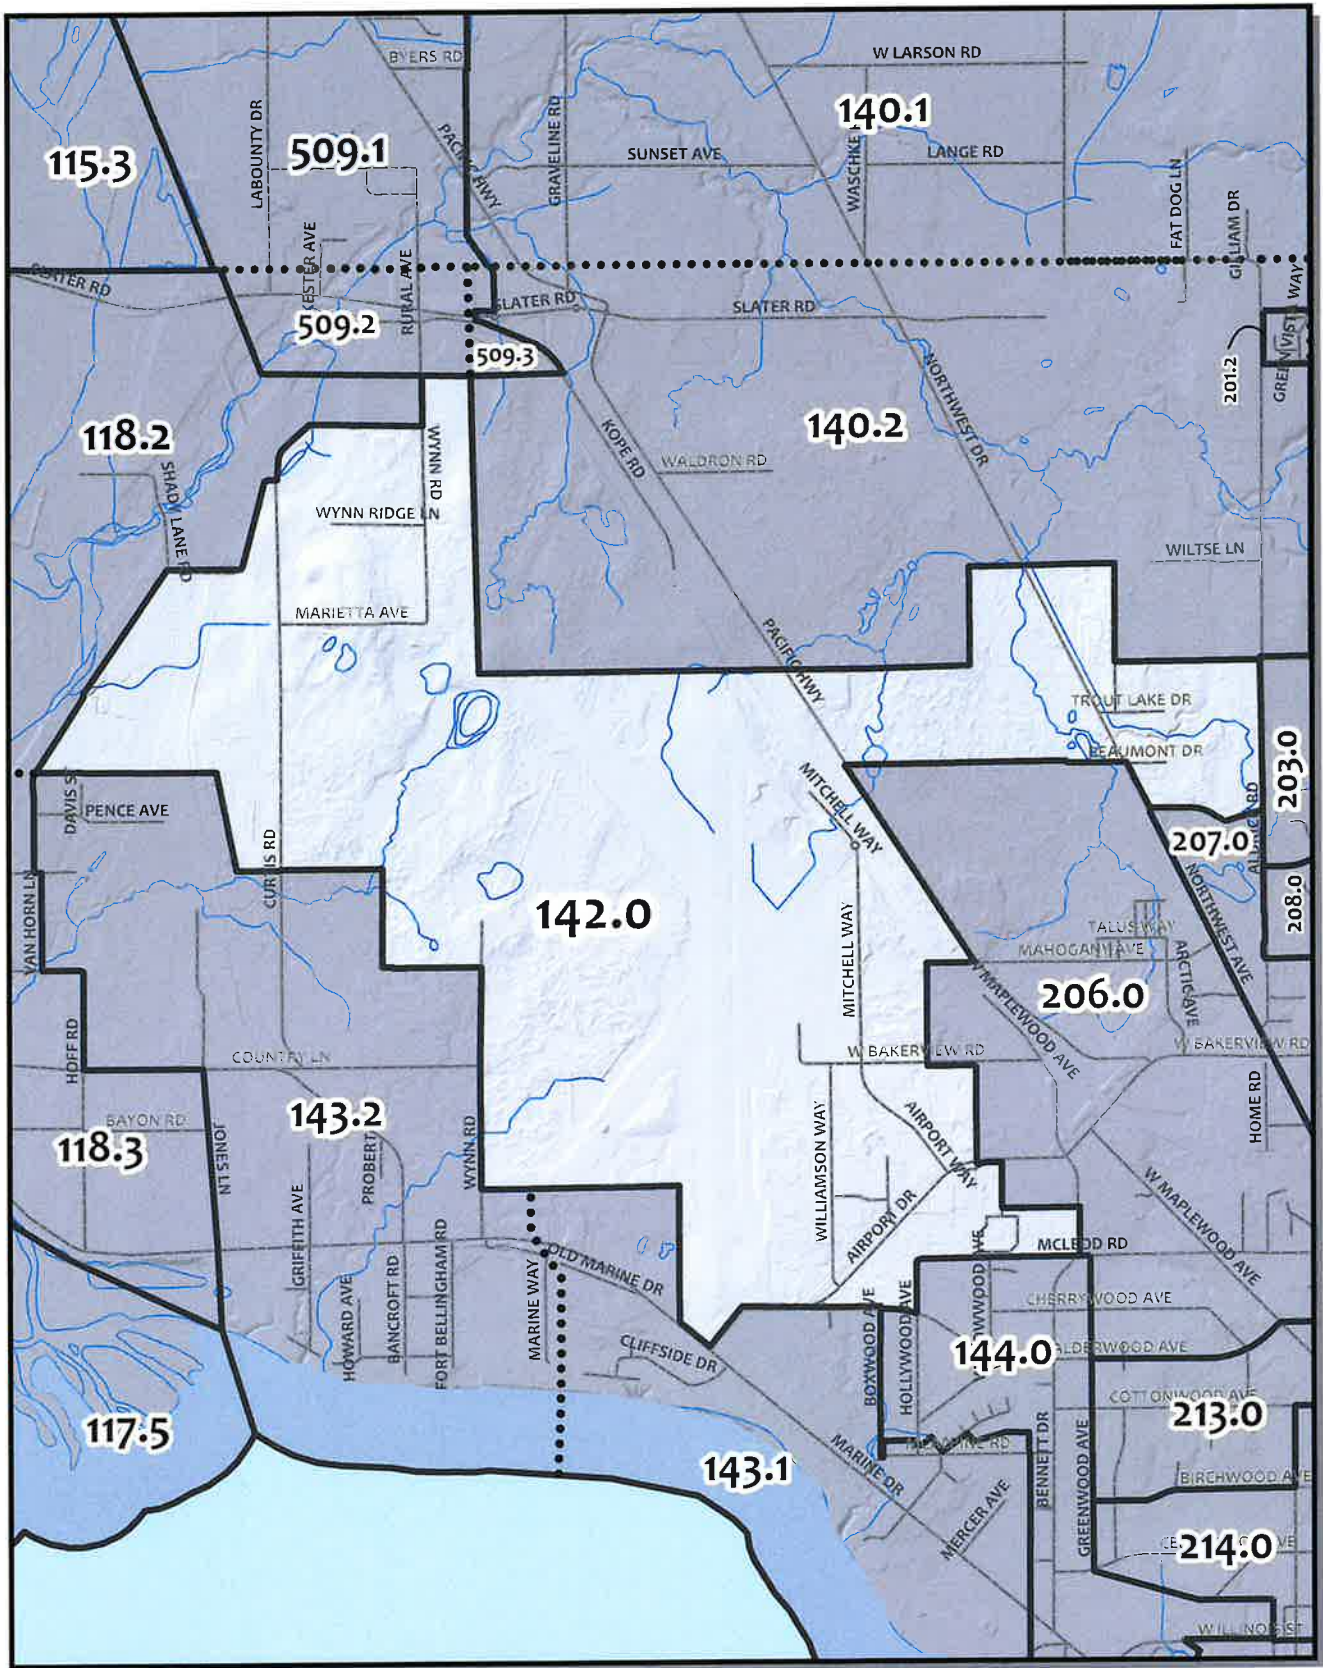 BYERS RD
W LARSON RD
140.1
LABOUNTY DR
509.1
PACIFIC HWY
GRAVELINE RD
SUNSET AVE
LANGE RD
115.3
FAT DOG LN
GILLIAM DR
SLATER RD
KESTER AVE
RURAL AVE
SLATER RD
SLATER RD
509.2
509.3
GREEN VISTA WAY
201.2
NORTHWEST DR
118.2
140.2
WYNN RD
KOPE RD
WALDRON RD
SHADY LANE RD
WYNN RIDGE LN
WILTSE LN
MARIETTA AVE
PACIFIC HWY
TROUT LAKE DR
BEAUMONT DR
203.0
DAVIS ST
PENCE AVE
MITCHELL WAY
207.0
CURTIS RD
VAN HORN LN
142.0
208.0
NORTHWEST AVE
TALUS WAY
MAHOGANY AVE
MITCHELL WAY
206.0
ARCTIC AVE
W MAPLEWOOD AVE
HOFF RD
COUNTRY LN
W BAKERVIEW RD
W BAKERVIEW RD
BAYON RD
143.2
118.3
JONES LN
PROBERT
WYNN RD
WILLIAMSON WAY
AIRPORT WAY
HOME RD
GRIFFITH AVE
AIRPORT DR
W MAPLEWOOD AVE
FORT BELLINGHAM RD
OLD MARINE DR
MCLEOD RD
HOWARD AVE
BANCROFT RD
MARINE WAY
CLIFFSIDE DR
BOXWOOD AVE
HOLLYWOOD AVE
CHERRYWOOD AVE
144.0
ALDERWOOD AVE
COTTONWOOD AVE
117.5
213.0
143.1
MARINE DR
BENNETT DR
GREENWOOD AVE
BIRCHWOOD AVE
MERCER AVE
214.0
W ILLINOIS ST